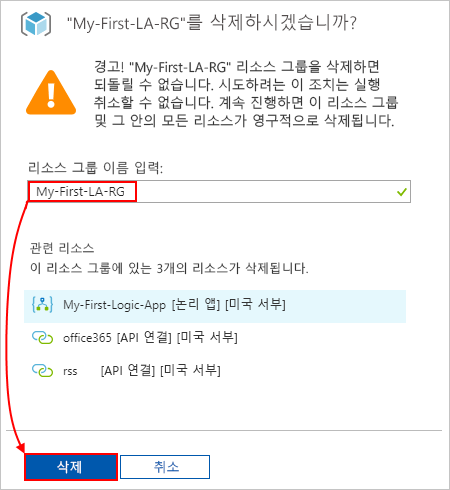 "My-First-LA-RG"를 삭제하시겠습니까?
경고! "My-First-LA-RG" 리소스 그룹을 삭제하면
되돌릴 수 없습니다. 시도하려는 이 조치는 실행
취소할 수 없습니다. 계속 진행하면 이 리소스 그룹
및 그 안의 모든 리소스가 영구적으로 삭제됩니다.
리소스 그룹 이름 입력:
My-First-LA-RG
관련 리소스
이 리소스 그룹에 있는 3개의 리소스가 삭제됩니다.
My-First-Logic-App [논리 앱] [미국 서부]
office365 [API 연결] [미국 서부]
rss [API 연결] [미국 서부]
삭제 취소